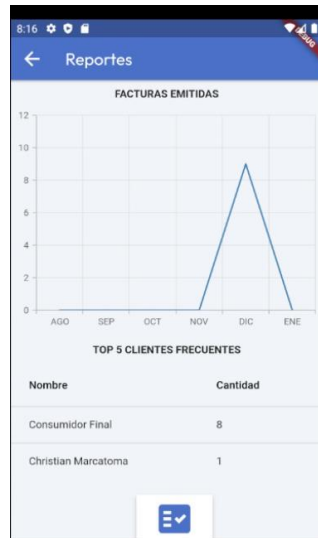 8:16
DEBUG
Reportes
FACTURAS EMITIDAS
12
10
8
6
4
2
0
AGO SEP OCT NOV DIC ENE
TOP 5 CLIENTES FRECUENTES
Nombre Cantidad
Consumidor Final 8
Christian Marcatoma 1